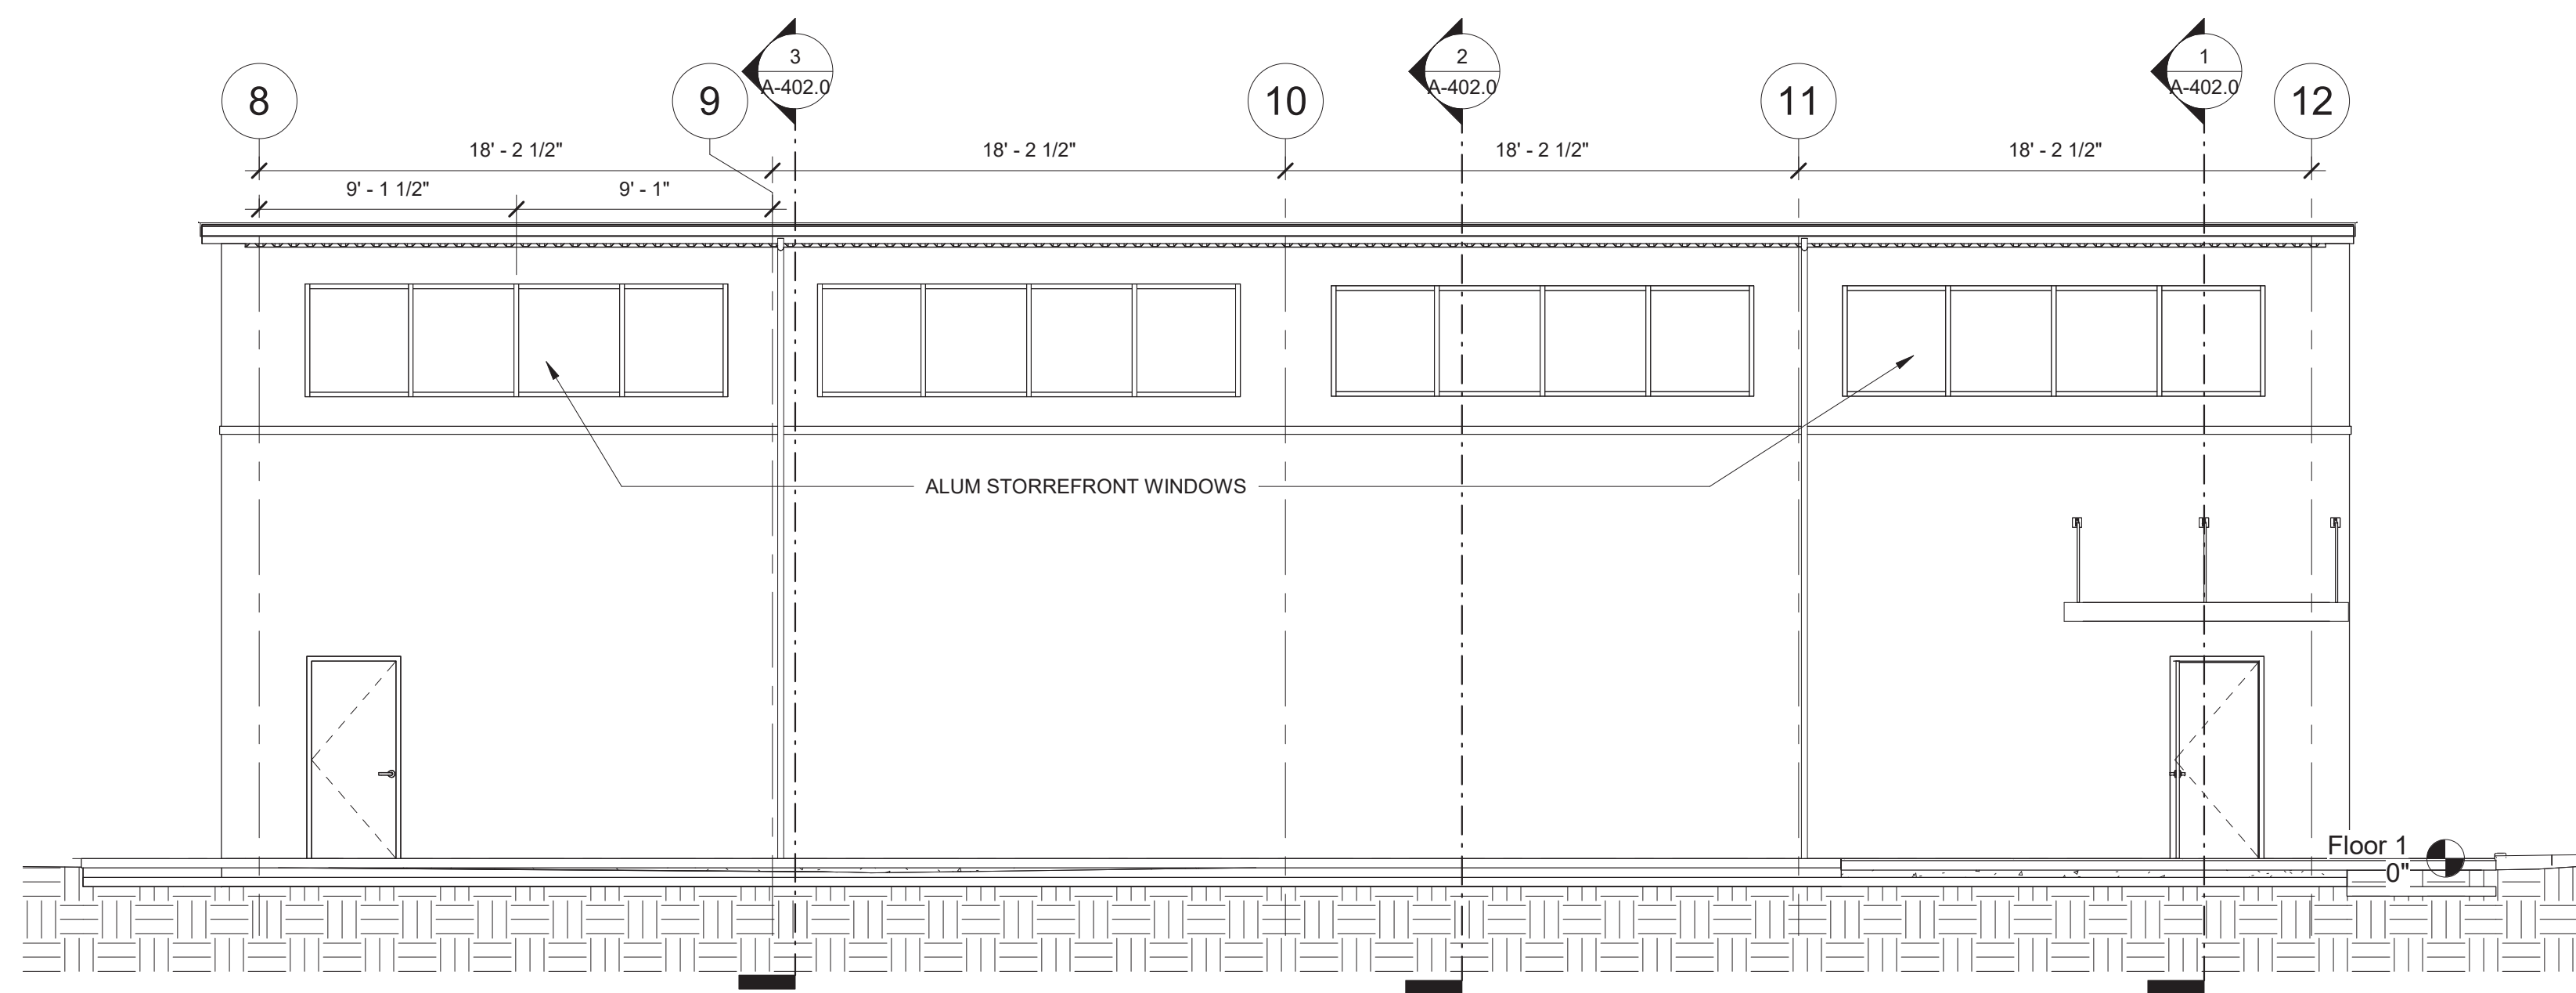 3
A-402.0
2
A-402.0
1
A-402.0
8
9
10
11
12
18' - 2 1/2"
18' - 2 1/2"
18' - 2 1/2"
18' - 2 1/2"
9' - 1 1/2"
9' - 1"
ALUM STORREFRONT WINDOWS
Floor 1
0"